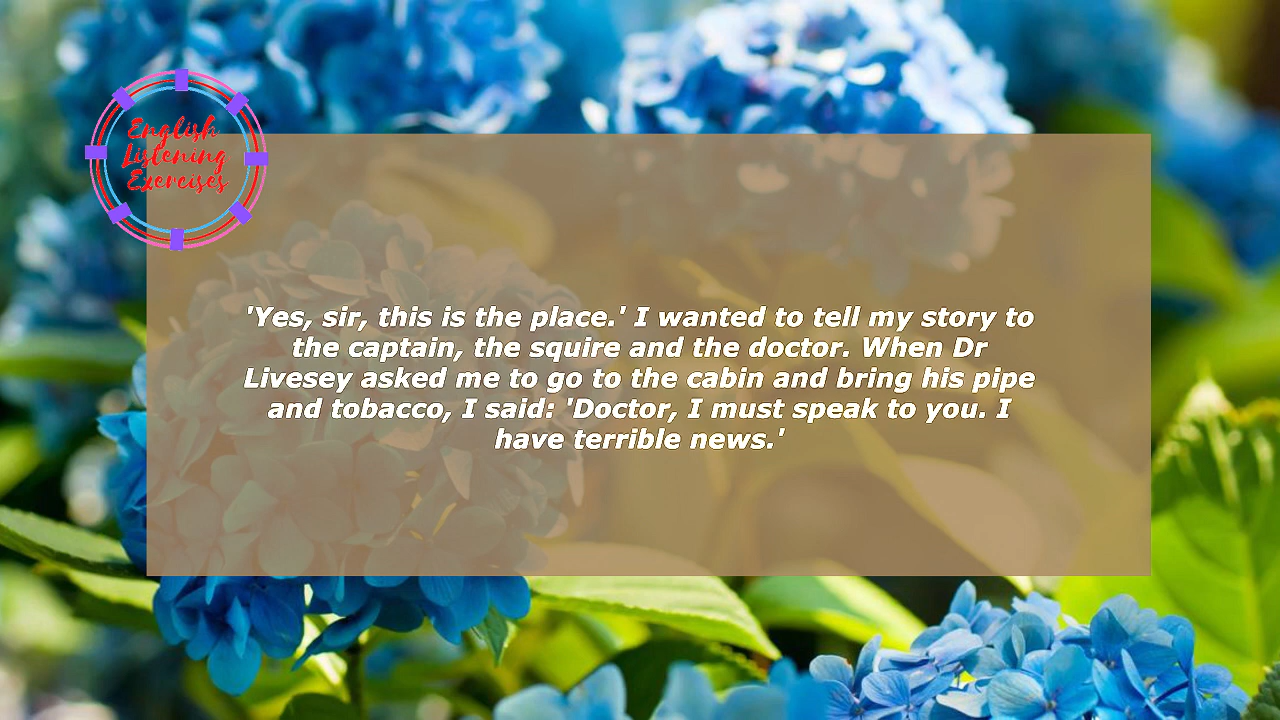 English
Listening
Exercises
'Yes, sir, this is the place.' I wanted to tell my story to
the captain, the squire and the doctor. When Dr
Livesey asked me to go to the cabin and bring his pipe
and tobacco, I said: 'Doctor, I must speak to you. I
have terrible news.'